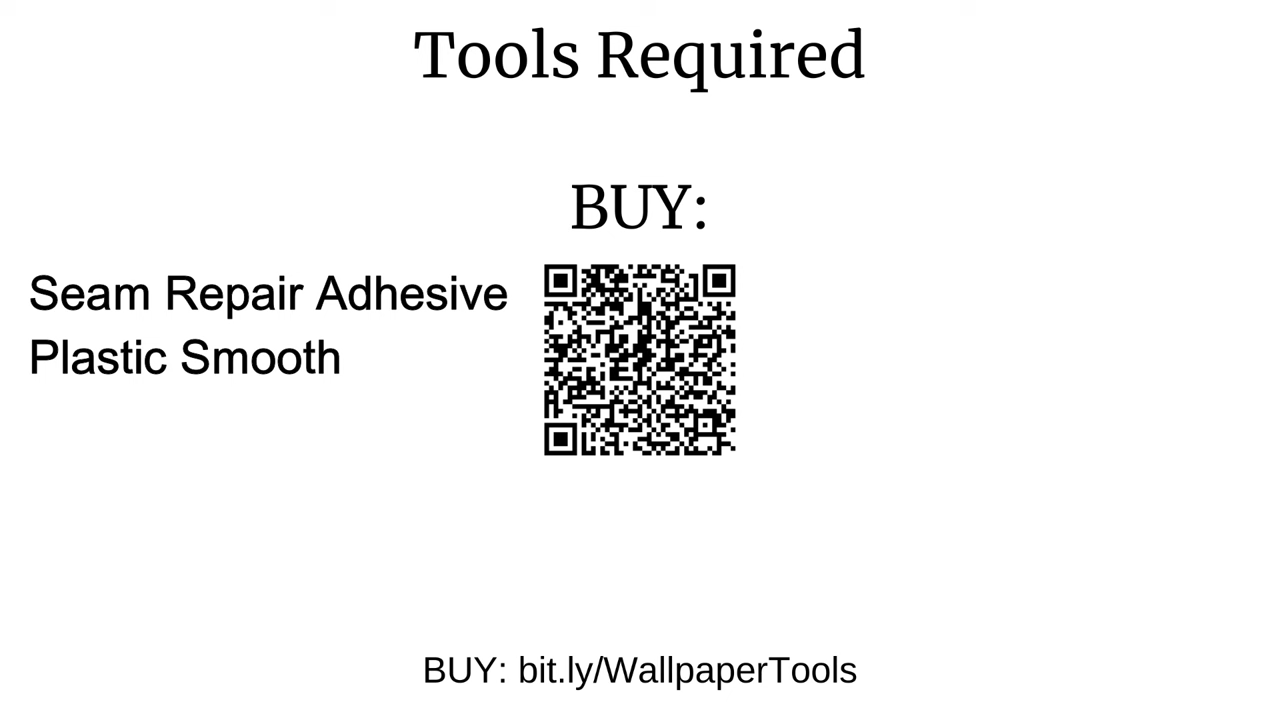 Tools Required
BUY:
Seam Repair Adhesive
Plastic Smooth
BUY: bit.ly/WallpaperTools